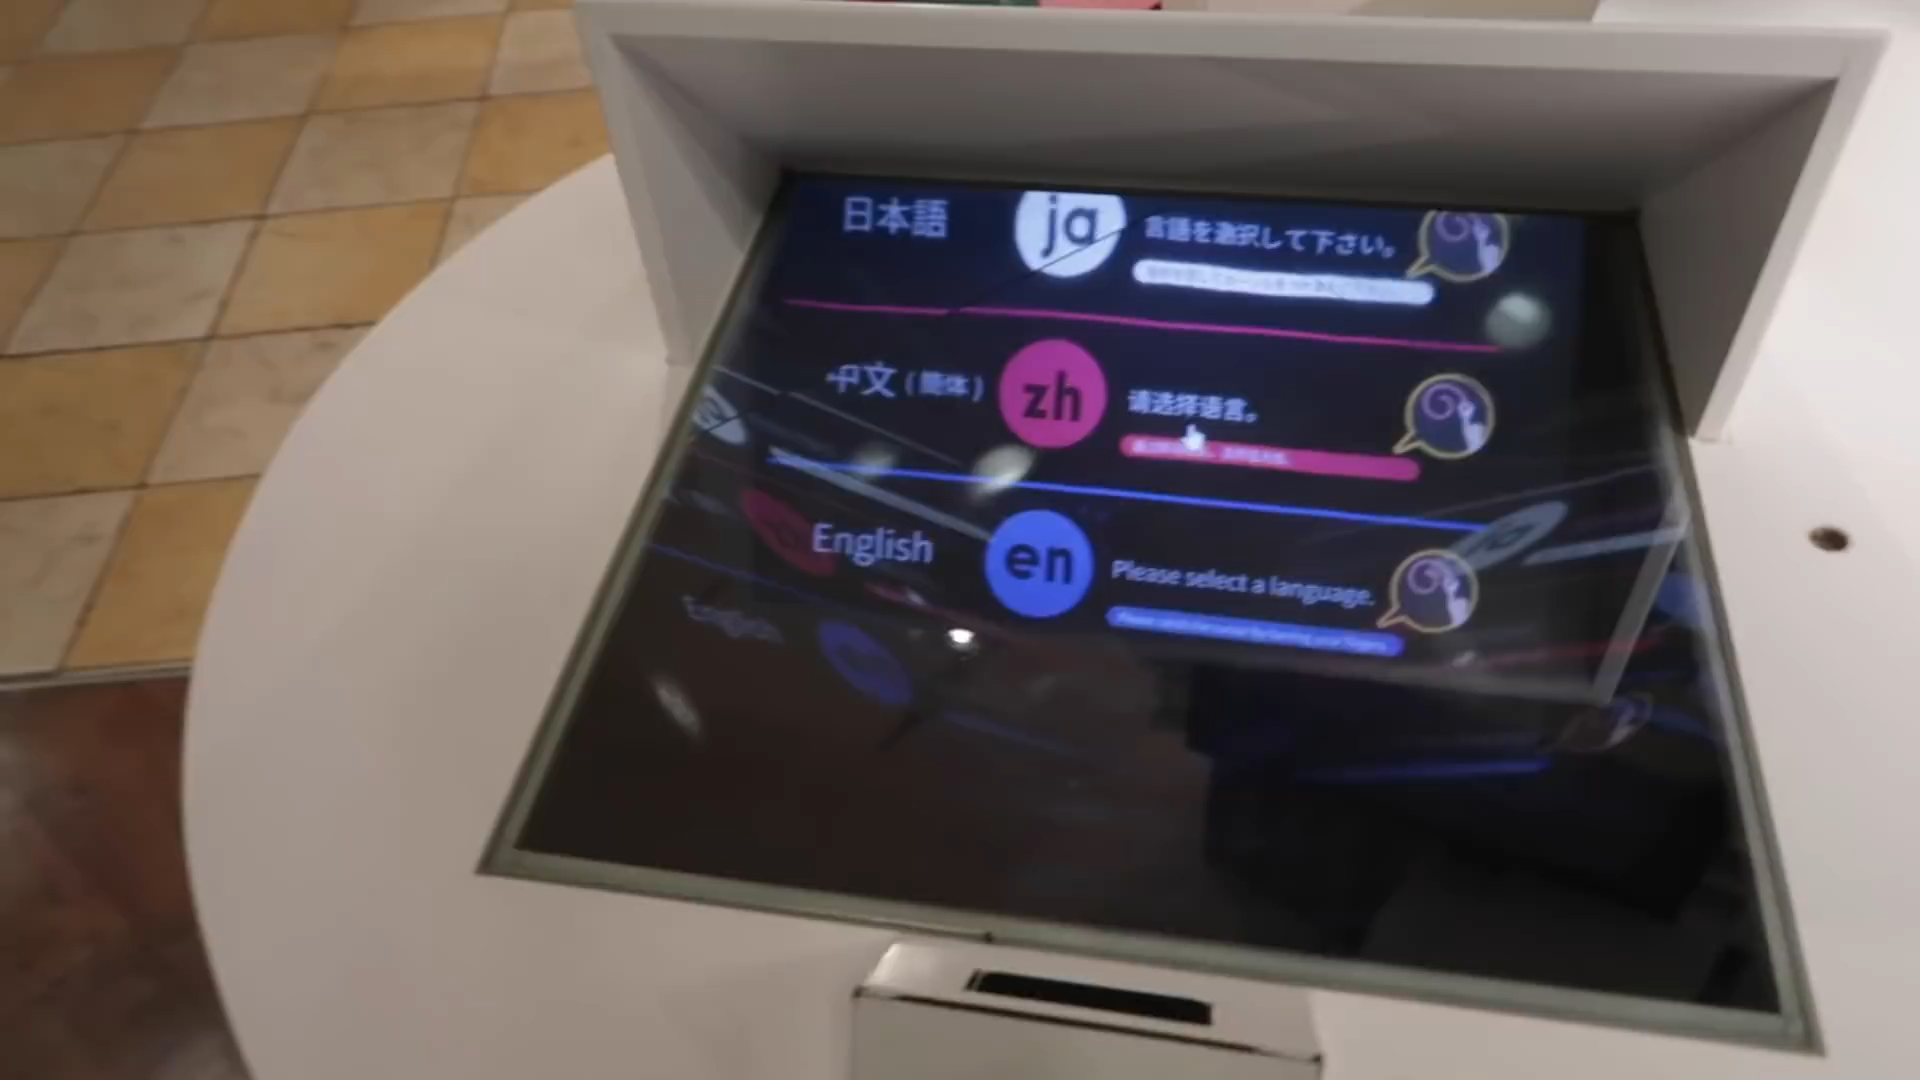 日本語
ja
言語を選択して下さい。
中文（簡体）
zh
请选择语言。
English
en
Please select a language.